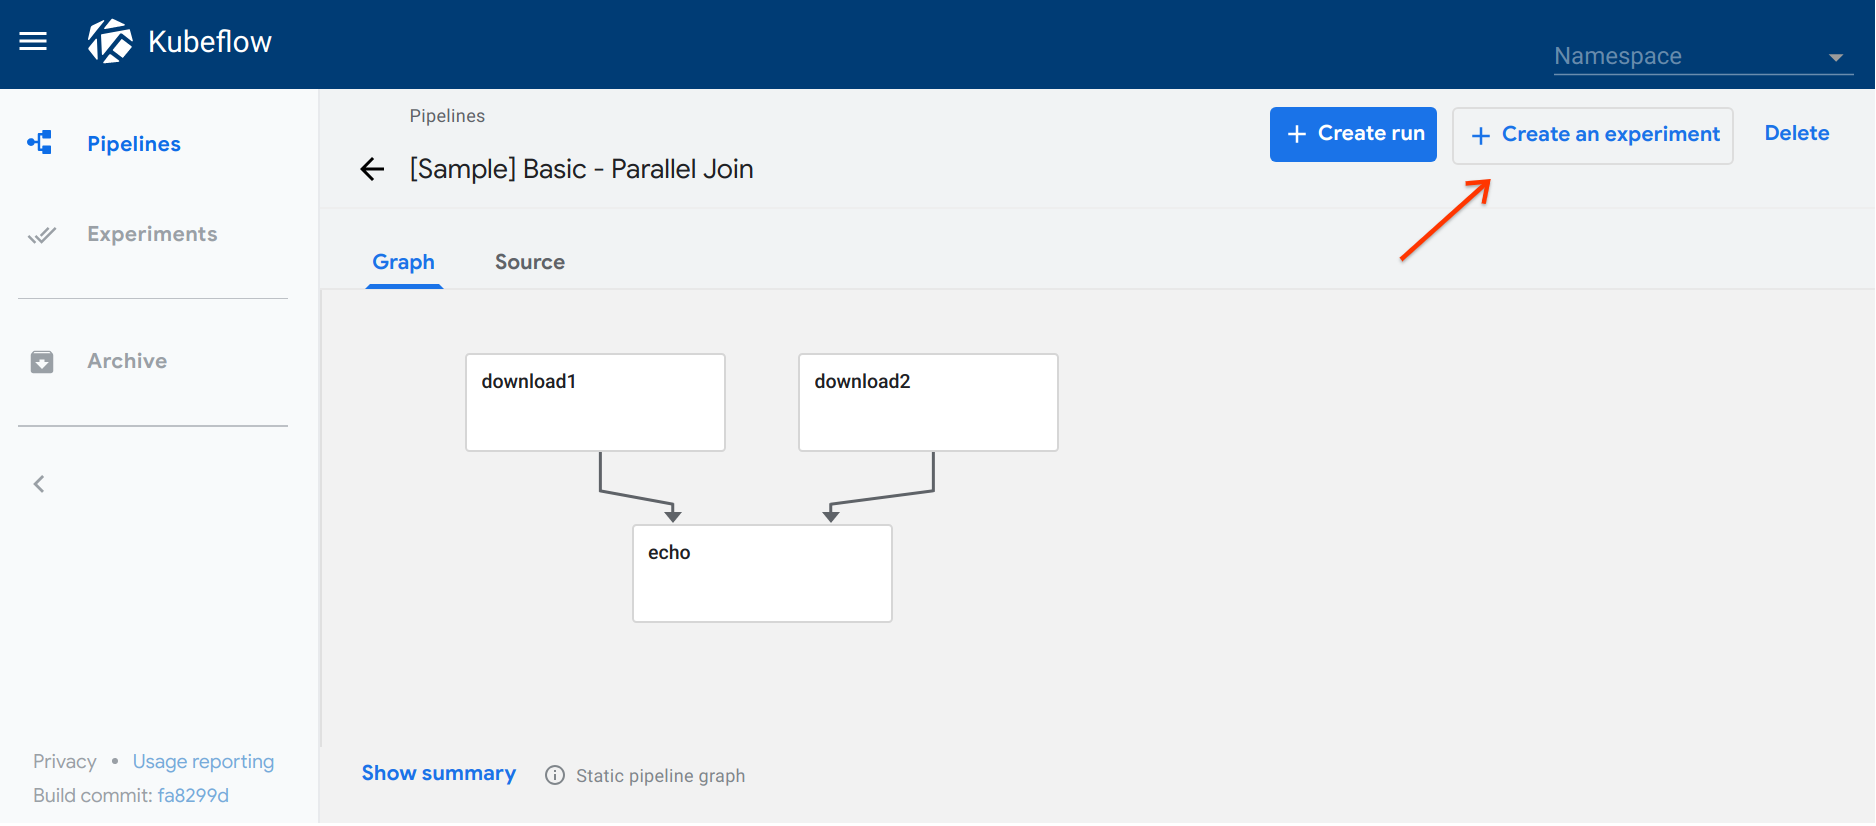 Kubeflow
Namespace
Pipelines
Experiments
Archive
Privacy • Usage reporting
Build commit: fa8299d
Pipelines
[Sample] Basic - Parallel Join
+ Create run
+ Create an experiment
Delete
Graph
Source
download1
download2
echo
Show summary
Static pipeline graph